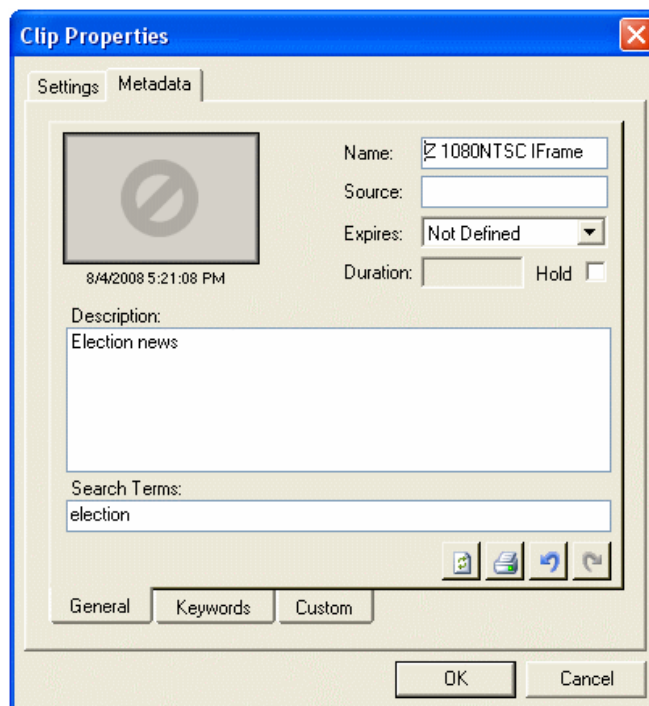 Clip Properties
Settings Metadata
Name: Z 1080NTSC IFrame
Source:
Expires: Not Defined
Duration: Hold
8/4/2008 5:21:08 PM
Description:
Election news
Search Terms:
election
General Keywords Custom
OK Cancel